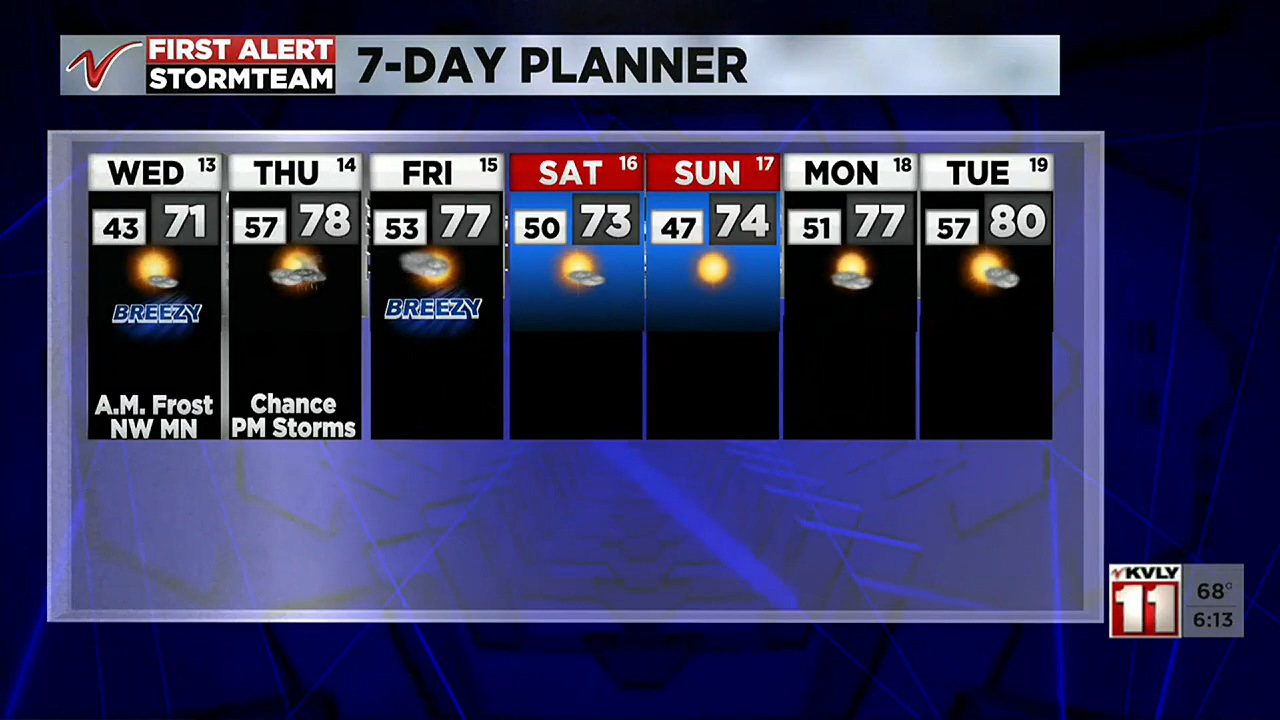 FIRST ALERT
STORMTEAM
7-DAY PLANNER
WED 13
THU 14
FRI 15
SAT 16
SUN 17
MON 18
TUE 19
43 71
57 78
53 77
50 73
47 74
51 77
57 80
BREEZY
BREEZY
A.M. Frost
NW MN
Chance
PM Storms
KVLY
11
68°
6:13